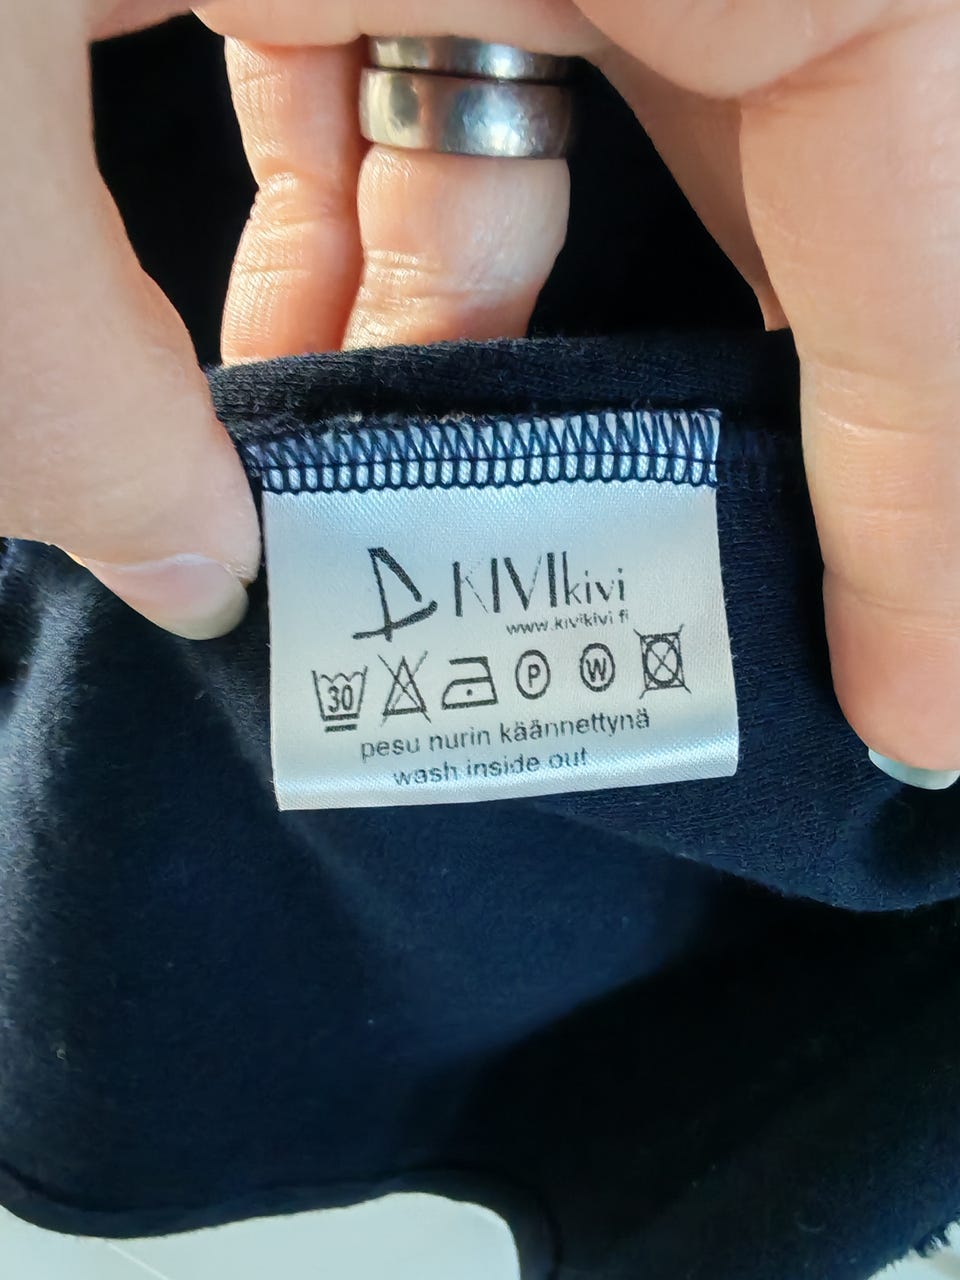 KIVIkivi
www.kivikivi.fi
30 P W
pesu nurin käännettynä
wash inside out